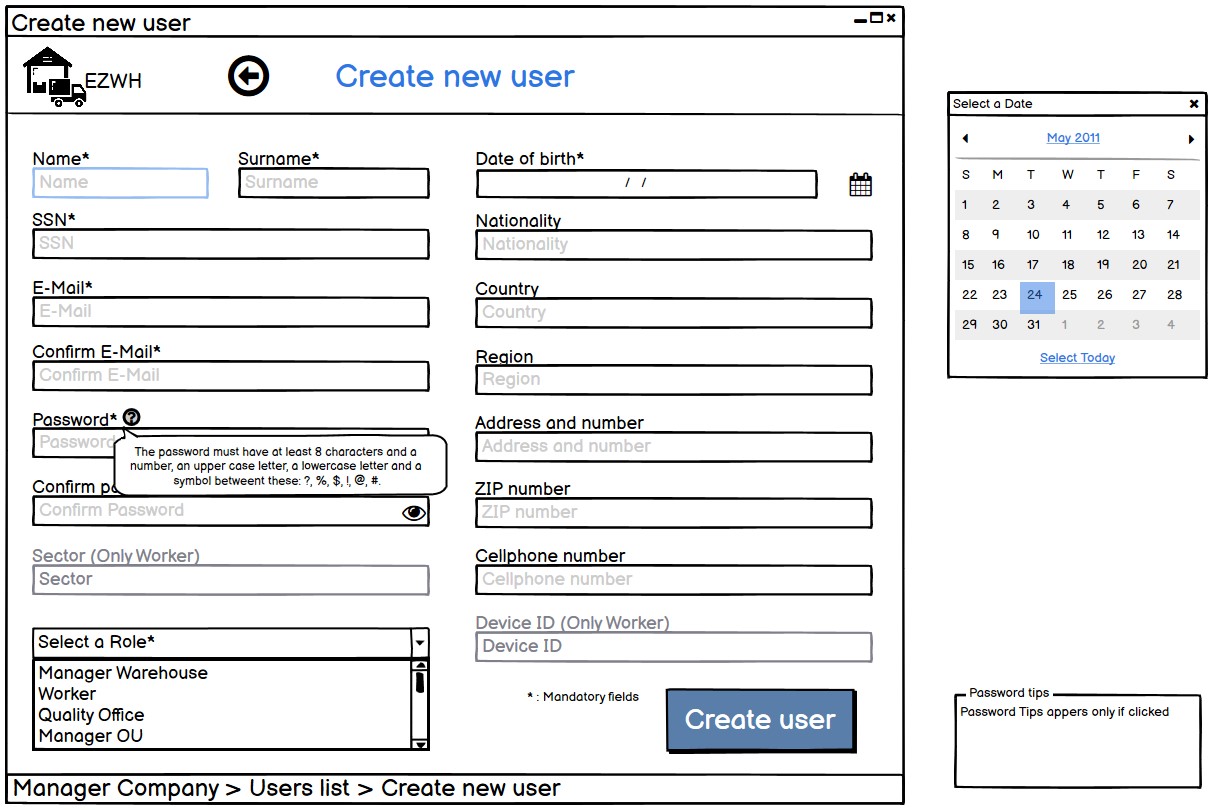 Create new user
EZWH
Create new user
Name*
Name
Surname*
Surname
SSN*
SSN
E-Mail*
E-Mail
Confirm E-Mail*
Confirm E-Mail
Password*
Password
The password must have at least 8 characters and a
number, an upper case letter, a lowercase letter and a
symbol betweent these: ?, %, $, !, @, #.
Confirm
Confirm Password
Sector (Only Worker)
Sector
Select a Role*
Manager Warehouse
Worker
Quality Office
Manager OU
Date of birth*
/ /
Nationality
Nationality
Country
Country
Region
Region
Address and number
Address and number
ZIP number
ZIP number
Cellphone number
Cellphone number
Device ID (Only Worker)
Device ID
* : Mandatory fields
Create user
Manager Company > Users list > Create new user
Select a Date
May 2011
S M T W T F S
1 2 3 4 5 6 7
8 9 10 11 12 13 14
15 16 17 18 19 20 21
22 23 24 25 26 27 28
29 30 31 1 2 3 4
Select Today
Password tips
Password Tips appers only if clicked